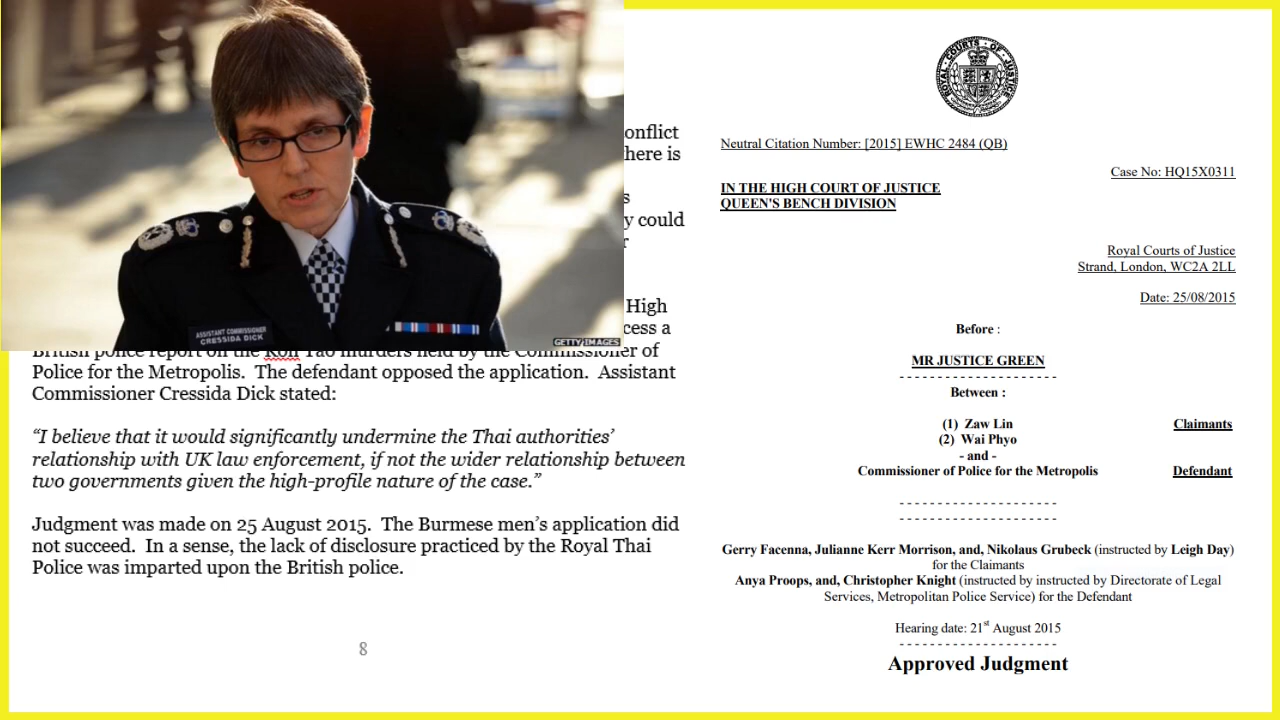 ASSISTANT COMMISSIONER
CRESSIDA DICK
GETTY IMAGES
onflict
here is
s
y could
r
High
cess a
British police report on the Koh Tao murders held by the Commissioner of
Police for the Metropolis. The defendant opposed the application. Assistant
Commissioner Cressida Dick stated:
“I believe that it would significantly undermine the Thai authorities’
relationship with UK law enforcement, if not the wider relationship between
two governments given the high-profile nature of the case.”
Judgment was made on 25 August 2015. The Burmese men’s application did
not succeed. In a sense, the lack of disclosure practiced by the Royal Thai
Police was imparted upon the British police.
8
ROYAL COURTS OF JUSTICE
Neutral Citation Number: [2015] EWHC 2484 (QB)
Case No: HQ15X0311
IN THE HIGH COURT OF JUSTICE
QUEEN'S BENCH DIVISION
Royal Courts of Justice
Strand, London, WC2A 2LL
Date: 25/08/2015
Before :
MR JUSTICE GREEN
- - - - - - - - - - - - - - - - - - - - -
Between :
(1) Zaw Lin Claimants
(2) Wai Phyo
- and -
Commissioner of Police for the Metropolis Defendant
- - - - - - - - - - - - - - - - - - - - -
- - - - - - - - - - - - - - - - - - - - -
Gerry Facenna, Julianne Kerr Morrison, and, Nikolaus Grubeck (instructed by Leigh Day)
for the Claimants
Anya Proops, and, Christopher Knight (instructed by instructed by Directorate of Legal
Services, Metropolitan Police Service) for the Defendant
Hearing date: 21st August 2015
- - - - - - - - - - - - - - - - - - - - -
Approved Judgment